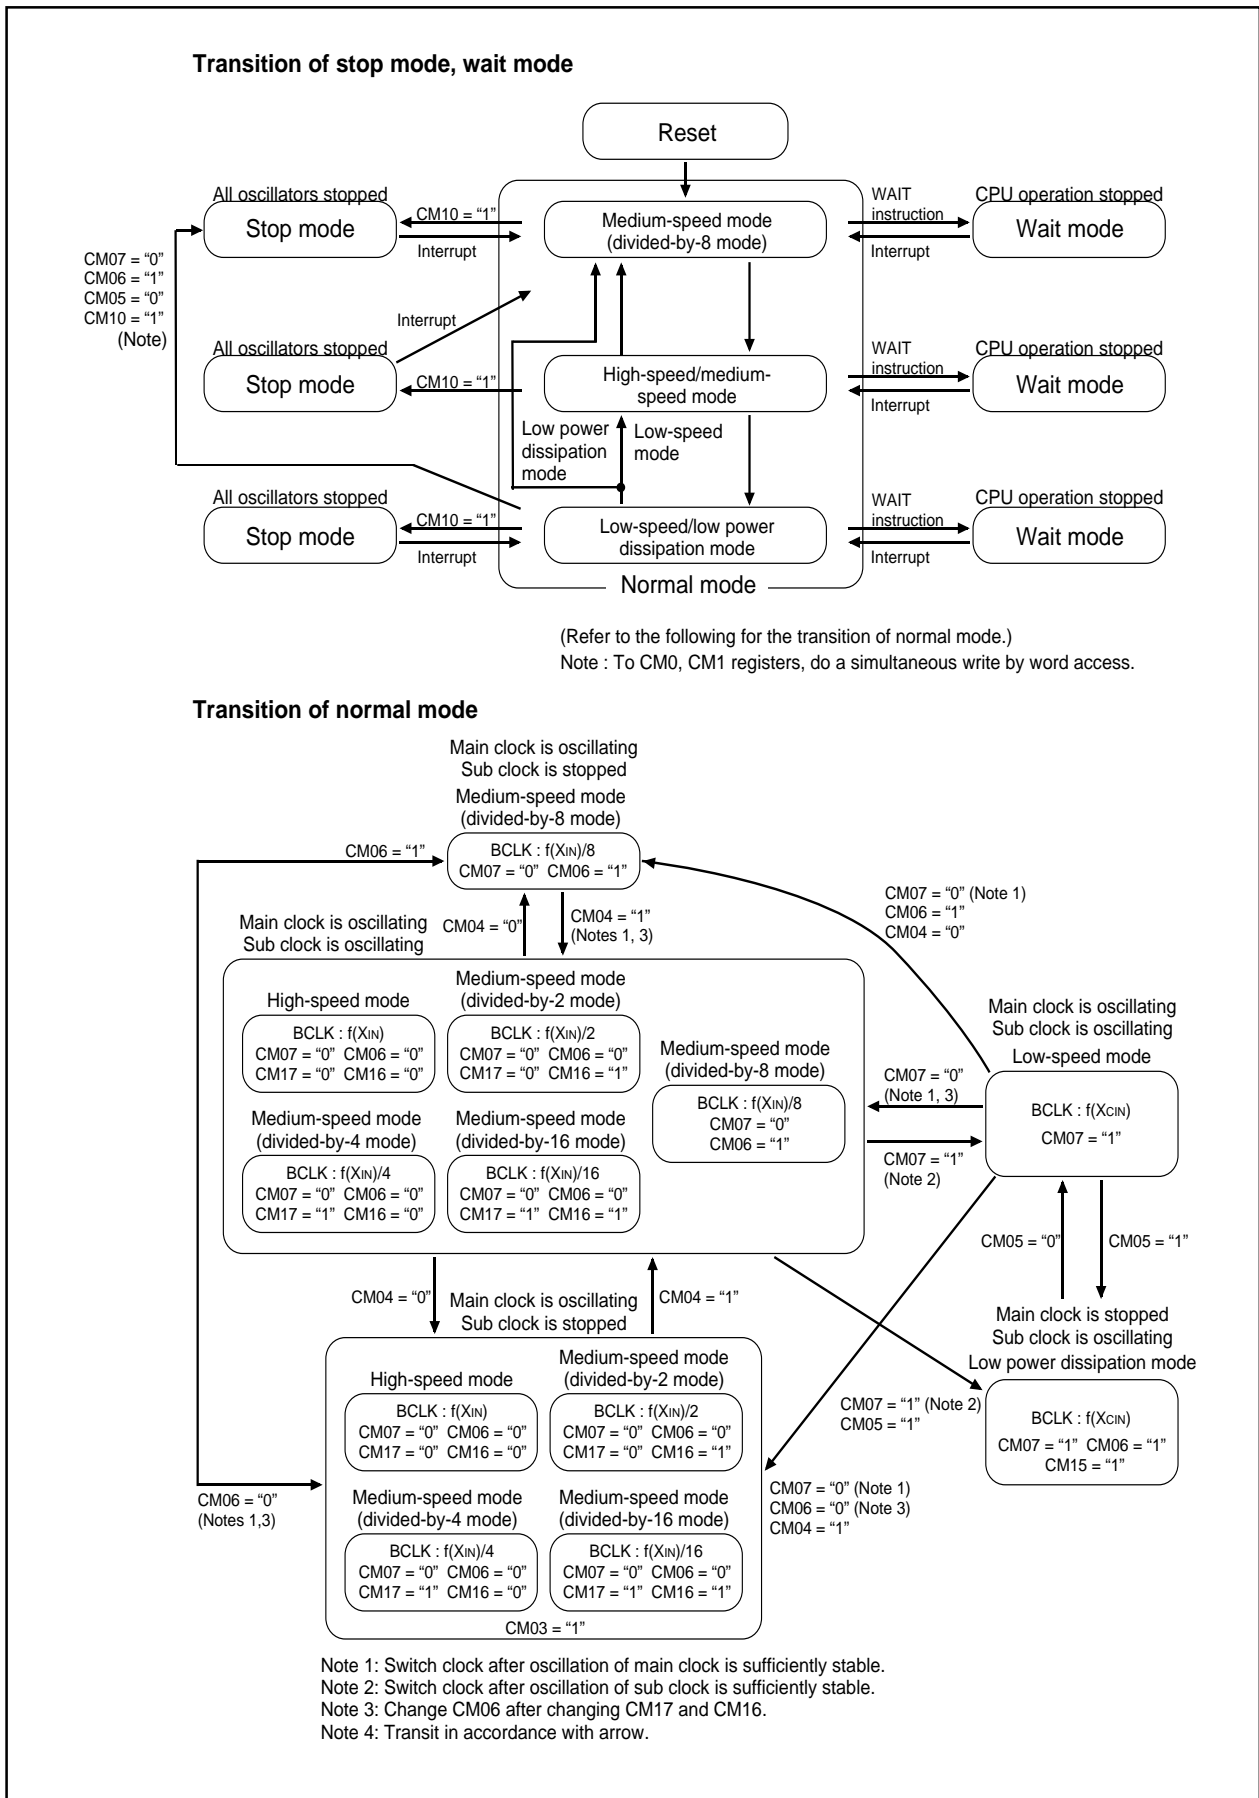 Transition of stop mode, wait mode
Reset
All oscillators stopped
Stop mode
CM10 = “1”
Interrupt
Medium-speed mode
(divided-by-8 mode)
WAIT
instruction
Interrupt
CPU operation stopped
Wait mode
CM07 = “0”
CM06 = “1”
CM05 = “0”
CM10 = “1”
(Note)
Interrupt
All oscillators stopped
Stop mode
CM10 = “1”
High-speed/medium-
speed mode
WAIT
instruction
Interrupt
CPU operation stopped
Wait mode
Low power
dissipation
mode
Low-speed
mode
All oscillators stopped
Stop mode
CM10 = “1”
Interrupt
Low-speed/low power
dissipation mode
WAIT
instruction
Interrupt
CPU operation stopped
Wait mode
Normal mode
(Refer to the following for the transition of normal mode.)
Note : To CM0, CM1 registers, do a simultaneous write by word access.
Transition of normal mode
Main clock is oscillating
Sub clock is stopped
Medium-speed mode
(divided-by-8 mode)
BCLK : f(XIN)/8
CM07 = “0” CM06 = “1”
CM06 = “1”
CM04 = “0”
CM04 = “1”
(Notes 1, 3)
CM07 = “0” (Note 1)
CM06 = “1”
CM04 = “0”
Main clock is oscillating
Sub clock is oscillating
High-speed mode
BCLK : f(XIN)
CM07 = “0” CM06 = “0”
CM17 = “0” CM16 = “0”
Medium-speed mode
(divided-by-2 mode)
BCLK : f(XIN)/2
CM07 = “0” CM06 = “0”
CM17 = “0” CM16 = “1”
Medium-speed mode
(divided-by-8 mode)
BCLK : f(XIN)/8
CM07 = “0”
CM06 = “1”
Medium-speed mode
(divided-by-4 mode)
BCLK : f(XIN)/4
CM07 = “0” CM06 = “0”
CM17 = “1” CM16 = “0”
Medium-speed mode
(divided-by-16 mode)
BCLK : f(XIN)/16
CM07 = “0” CM06 = “0”
CM17 = “1” CM16 = “1”
CM07 = “0”
(Note 1, 3)
CM07 = “1”
(Note 2)
Main clock is oscillating
Sub clock is oscillating
Low-speed mode
BCLK : f(XCIN)
CM07 = “1”
CM05 = “0”
CM05 = “1”
CM04 = “0”
Main clock is oscillating
Sub clock is stopped
CM04 = “1”
High-speed mode
BCLK : f(XIN)
CM07 = “0” CM06 = “0”
CM17 = “0” CM16 = “0”
Medium-speed mode
(divided-by-2 mode)
BCLK : f(XIN)/2
CM07 = “0” CM06 = “0”
CM17 = “0” CM16 = “1”
Main clock is stopped
Sub clock is oscillating
Low power dissipation mode
BCLK : f(XCIN)
CM07 = “1” CM06 = “1”
CM15 = “1”
CM07 = “1” (Note 2)
CM05 = “1”
CM06 = “0”
(Notes 1,3)
Medium-speed mode
(divided-by-4 mode)
BCLK : f(XIN)/4
CM07 = “0” CM06 = “0”
CM17 = “1” CM16 = “0”
Medium-speed mode
(divided-by-16 mode)
BCLK : f(XIN)/16
CM07 = “0” CM06 = “0”
CM17 = “1” CM16 = “1”
CM07 = “0” (Note 1)
CM06 = “0” (Note 3)
CM04 = “1”
CM03 = “1”
Note 1: Switch clock after oscillation of main clock is sufficiently stable.
Note 2: Switch clock after oscillation of sub clock is sufficiently stable.
Note 3: Change CM06 after changing CM17 and CM16.
Note 4: Transit in accordance with arrow.